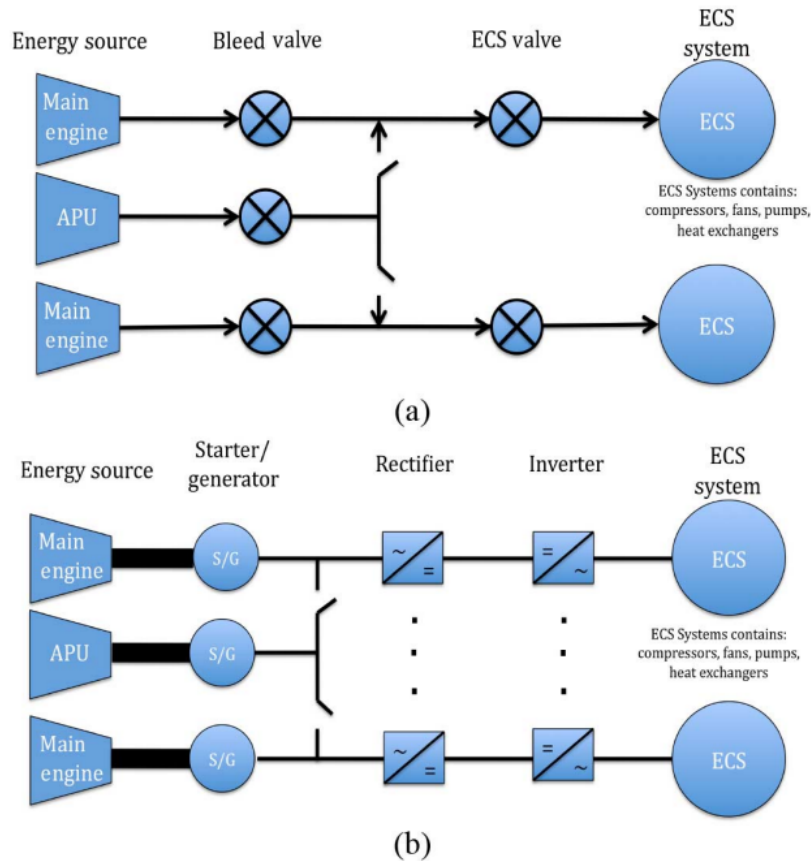 Energy source
Bleed valve
ECS valve
ECS
system
Main
engine
ECS
APU
ECS Systems contains:
compressors, fans, pumps,
heat exchangers
Main
engine
ECS
(a)
Energy source
Starter/
generator
Rectifier
Inverter
ECS
system
Main
engine
S/G
~
=
=
~
ECS
APU
S/G
ECS Systems contains:
compressors, fans, pumps,
heat exchangers
Main
engine
S/G
~
=
=
~
ECS
(b)